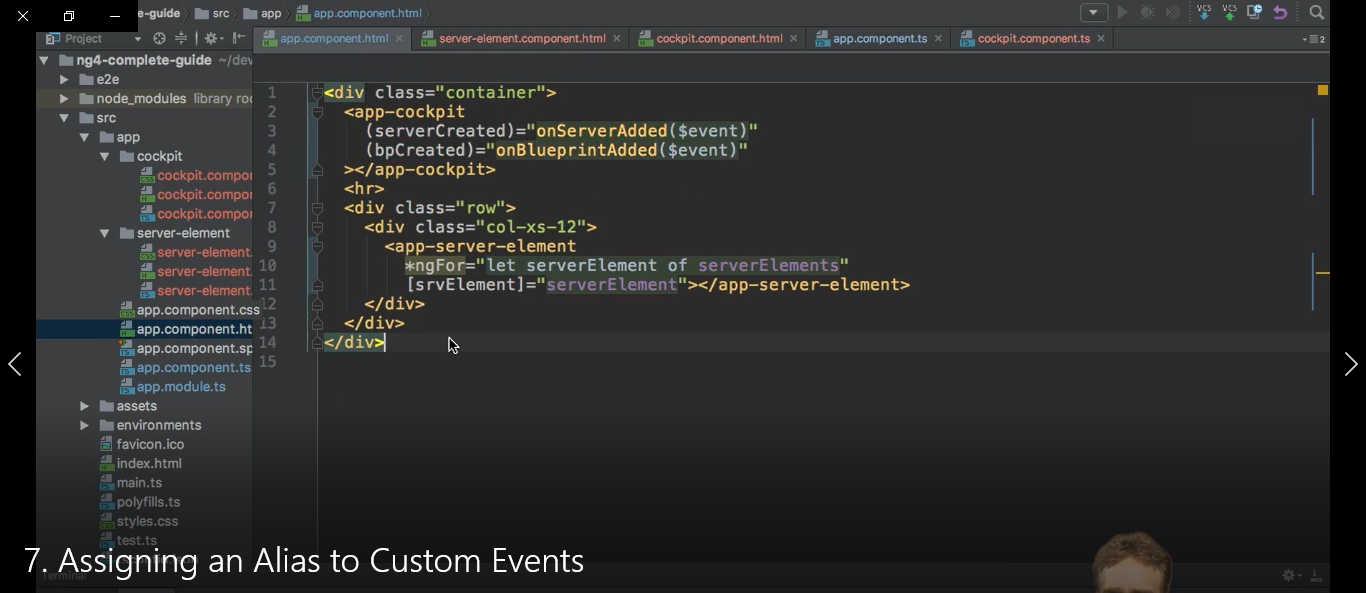 e-guide src app app.component.html
Project
app.component.html server-element.component.html cockpit.component.html app.component.ts cockpit.component.ts 2
VCS VCS
ng4-complete-guide ~/dev
e2e
node_modules library roo
src
app
cockpit
cockpit.compo
cockpit.compo
cockpit.compo
server-element
server-element.
server-element.
server-element.
app.component.css
app.component.ht
app.component.sp
app.component.ts
app.module.ts
assets
environments
favicon.ico
index.html
main.ts
polyfills.ts
styles.css
test.ts
Terminal
1 <div class="container">
2 <app-cockpit
3 (serverCreated)="onServerAdded($event)"
4 (bpCreated)="onBlueprintAdded($event)"
5 ></app-cockpit>
6 <hr>
7 <div class="row">
8 <div class="col-xs-12">
9 <app-server-element
10 *ngFor="let serverElement of serverElements"
11 [srvElement]="serverElement"></app-server-element>
12 </div>
13 </div>
14 </div>
15
7. Assigning an Alias to Custom Events